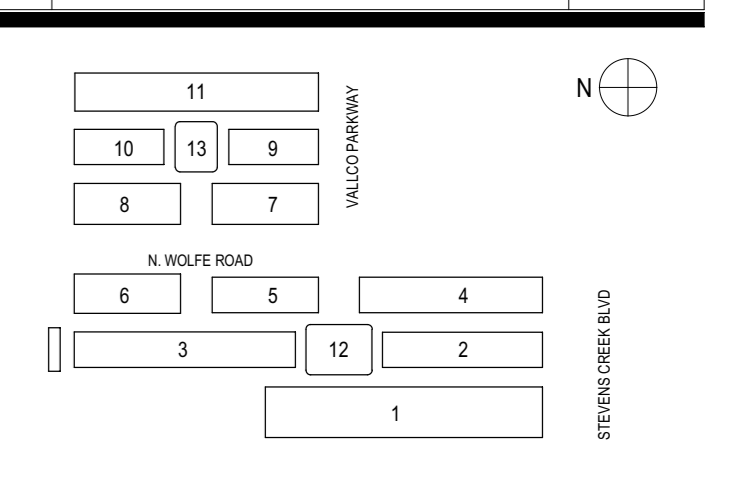 11
N
10 13 9
VALLCO PARKWAY
8 7
N. WOLFE ROAD
6 5 4
3 12 2
STEVENS CREEK BLVD
1